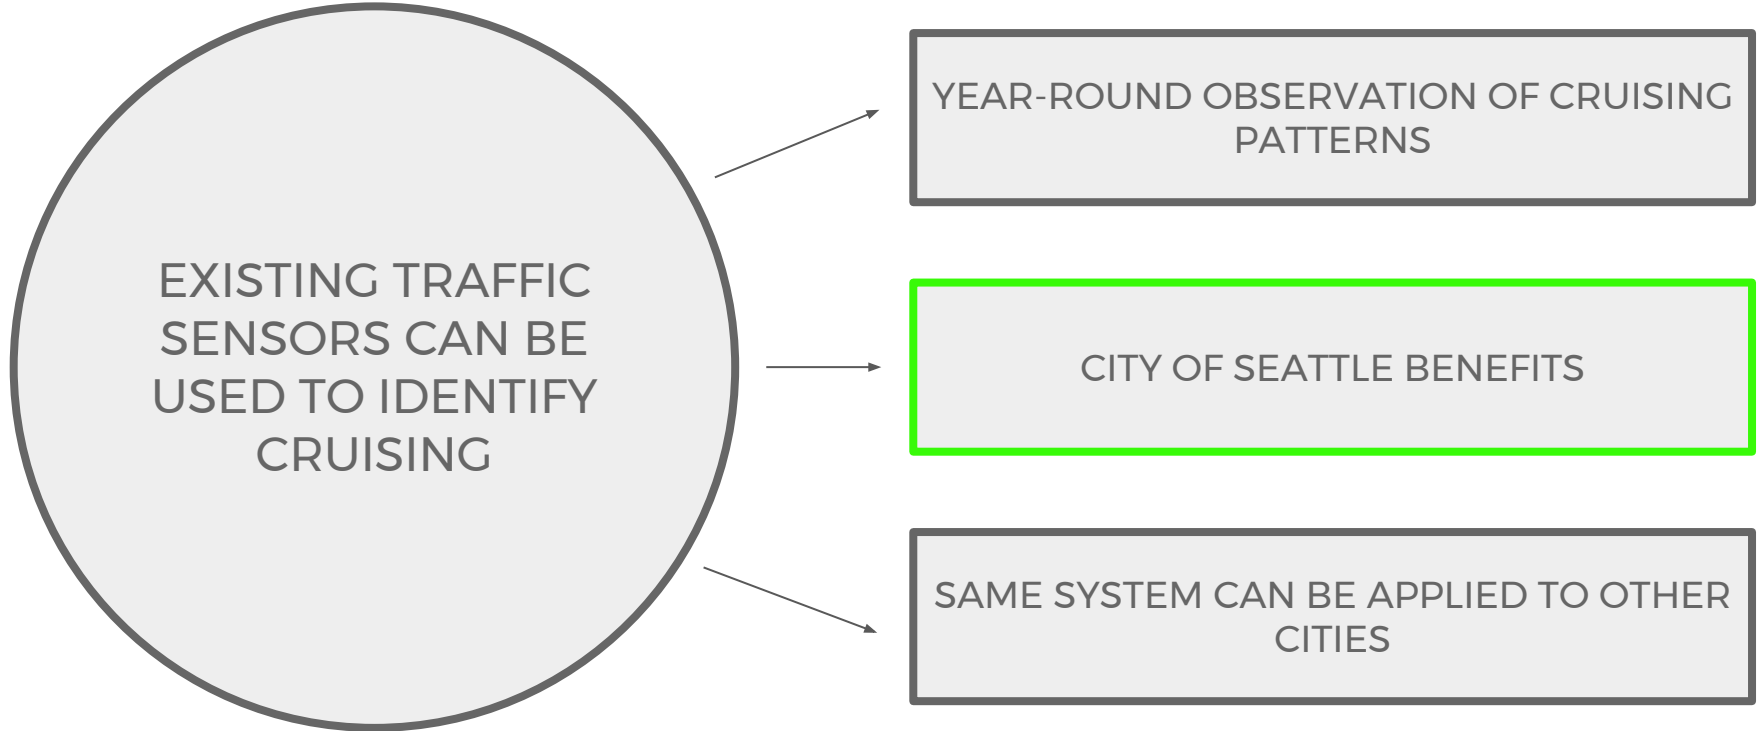 EXISTING TRAFFIC
SENSORS CAN BE
USED TO IDENTIFY
CRUISING
YEAR-ROUND OBSERVATION OF CRUISING
PATTERNS
CITY OF SEATTLE BENEFITS
SAME SYSTEM CAN BE APPLIED TO OTHER
CITIES